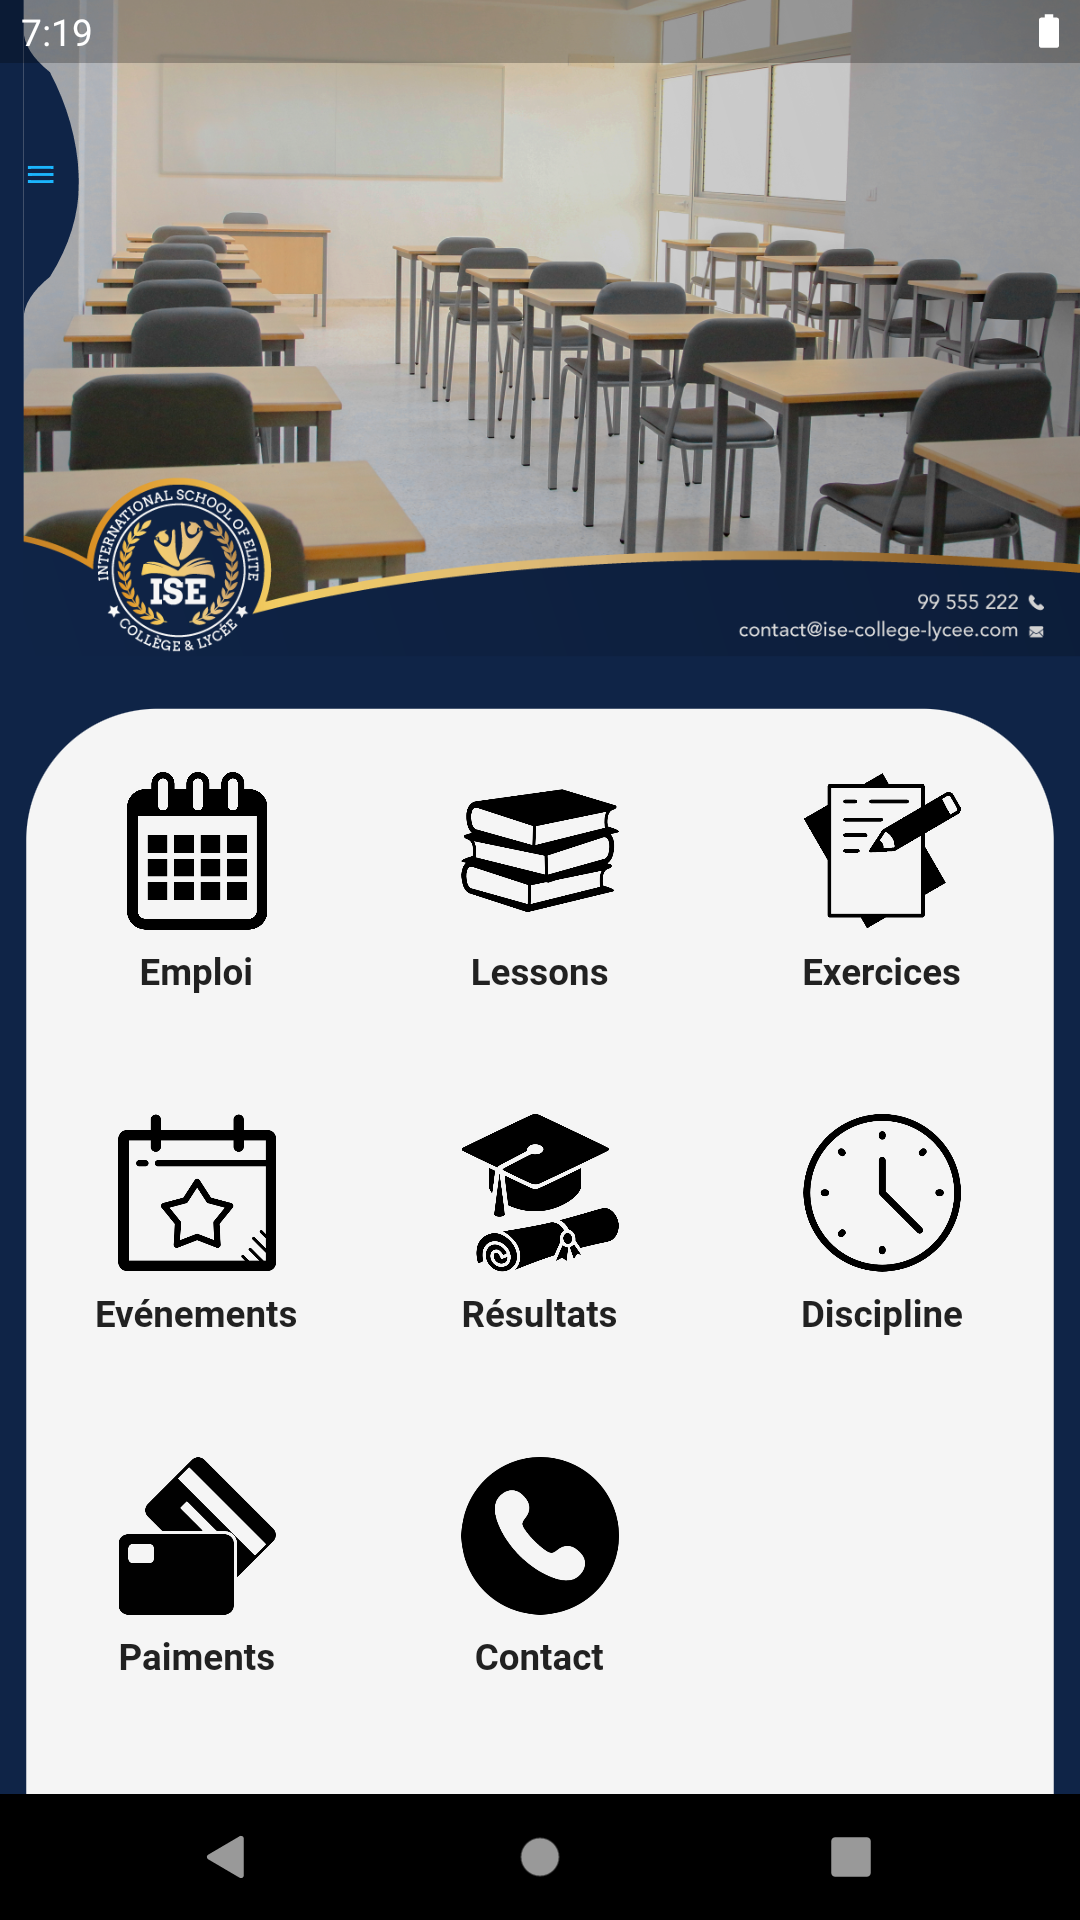 7:19
INTERNATIONAL SCHOOL OF ELITE
ISE
COLLÈGE & LYCÉE
99 555 222
contact@ise-college-lycee.com
Emploi
Lessons
Exercices
Evénements
Résultats
Discipline
Paiments
Contact